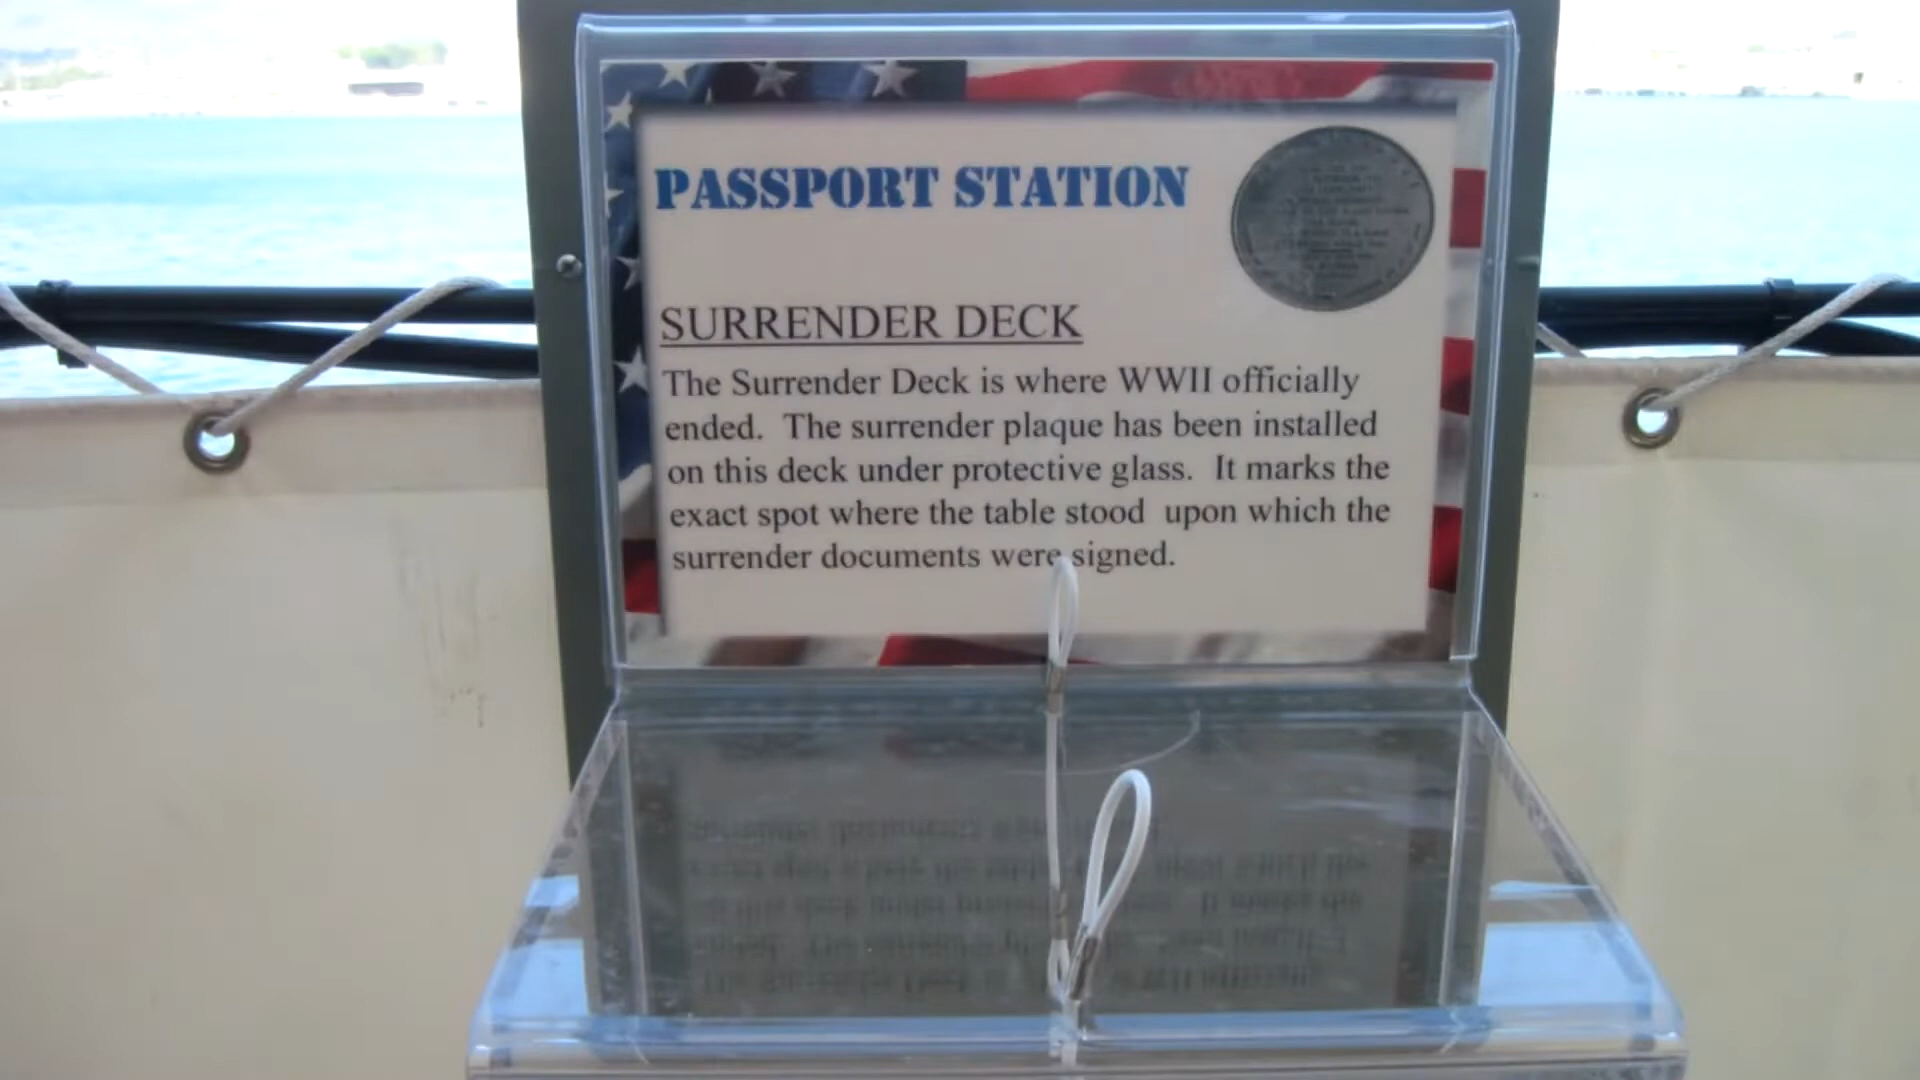 PASSPORT STATION
SURRENDER DECK
The Surrender Deck is where WWII officially
ended. The surrender plaque has been installed
on this deck under protective glass. It marks the
exact spot where the table stood upon which the
surrender documents were signed.